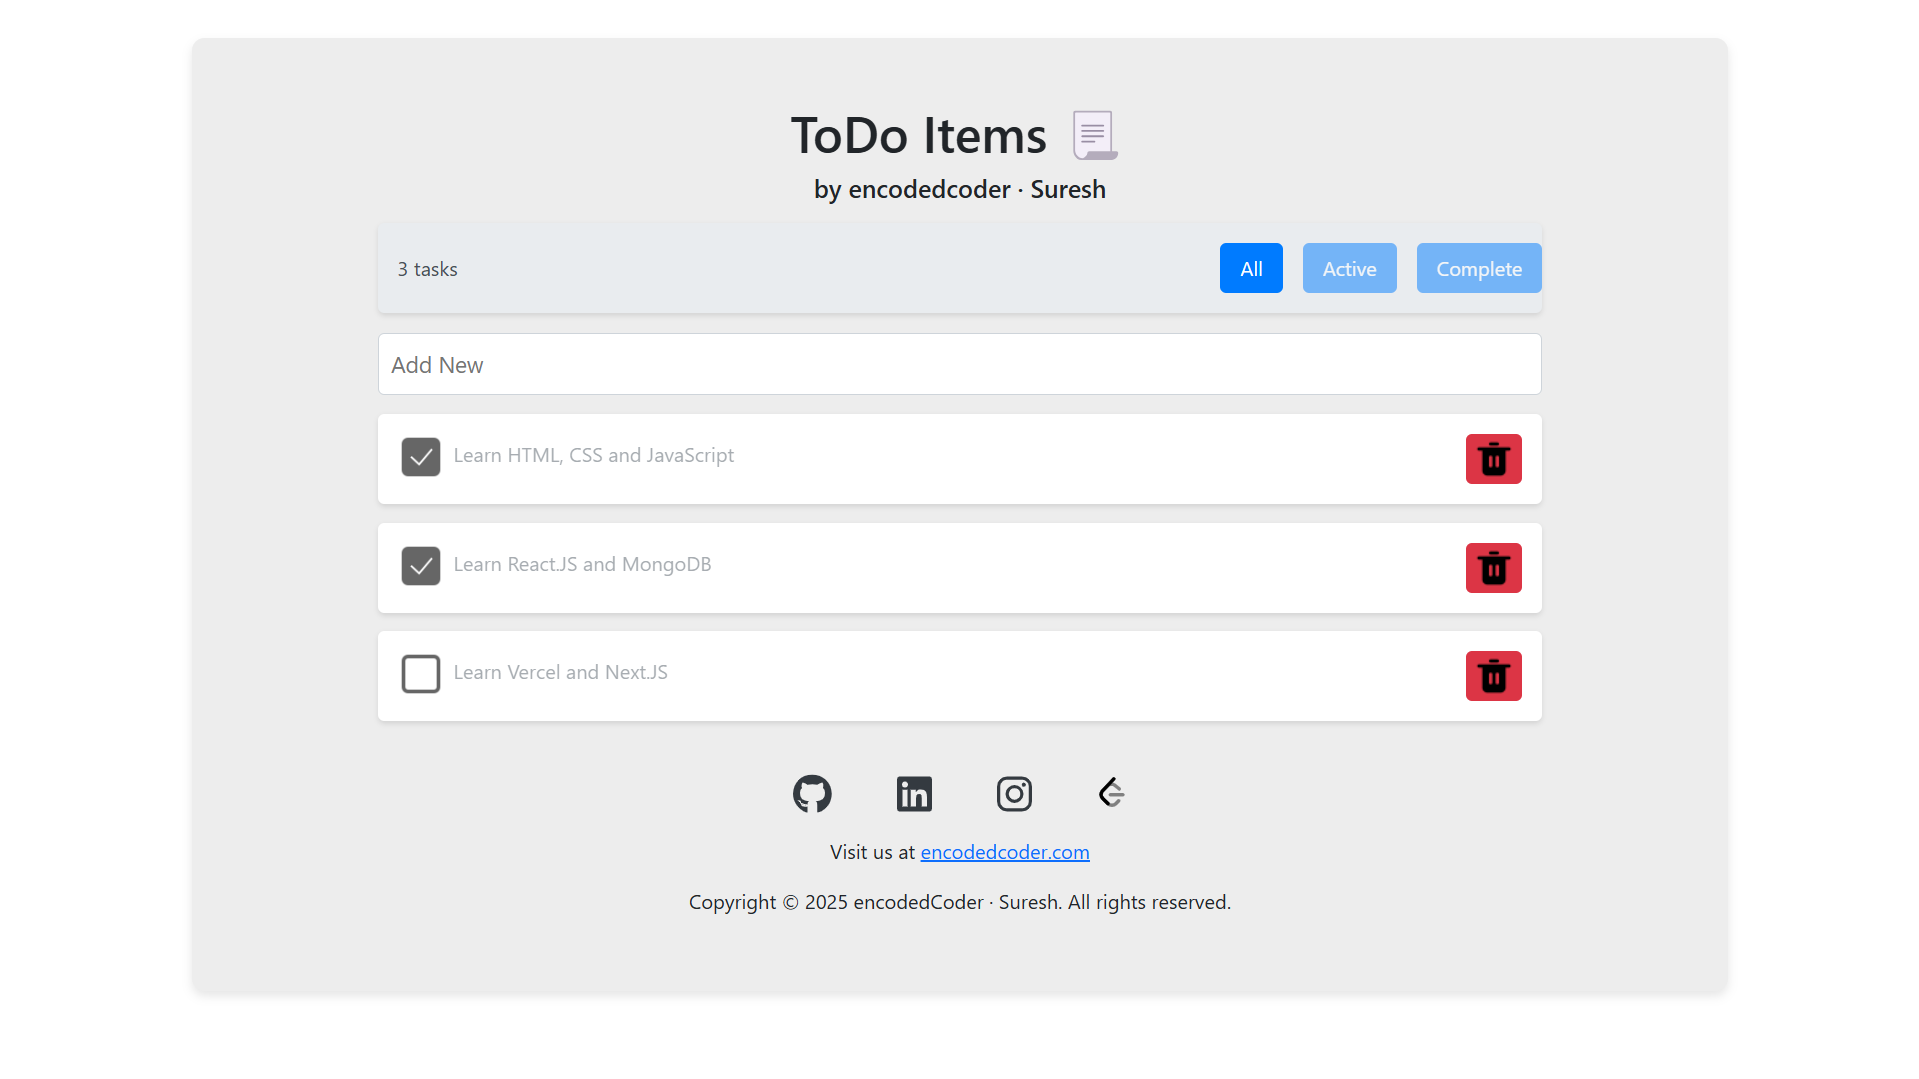 ToDo Items
by encodedcoder · Suresh
3 tasks
All
Active
Complete
Add New
Learn HTML, CSS and JavaScript
Learn React.JS and MongoDB
Learn Vercel and Next.JS
in
Visit us at encodedcoder.com
Copyright © 2025 encodedCoder · Suresh. All rights reserved.